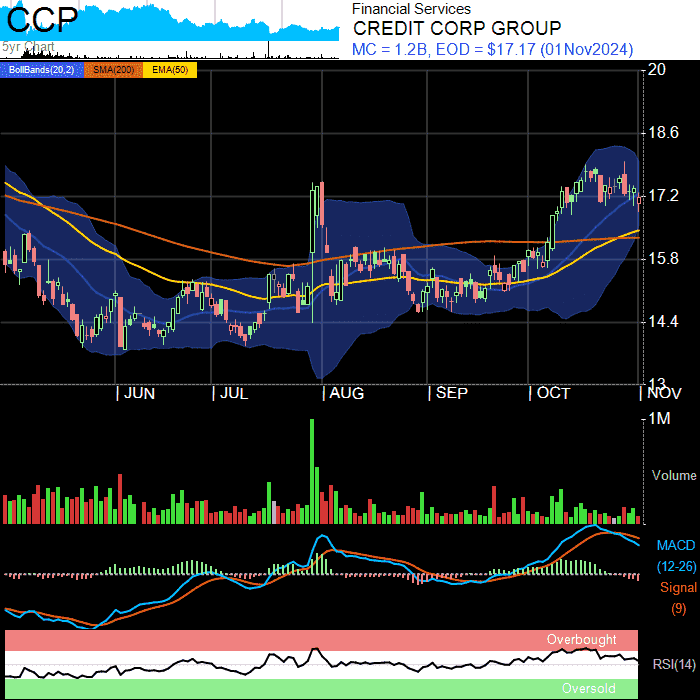 CCP
5yr Chart
Financial Services
CREDIT CORP GROUP
MC = 1.2B, EOD = $17.17 (01Nov2024)
BollBands(20,2) SMA(200) EMA(50)
20
18.6
17.2
15.8
14.4
13
JUN JUL AUG SEP OCT NOV
1M
Volume
MACD
(12-26)
Signal
(9)
Overbought
RSI(14)
Oversold